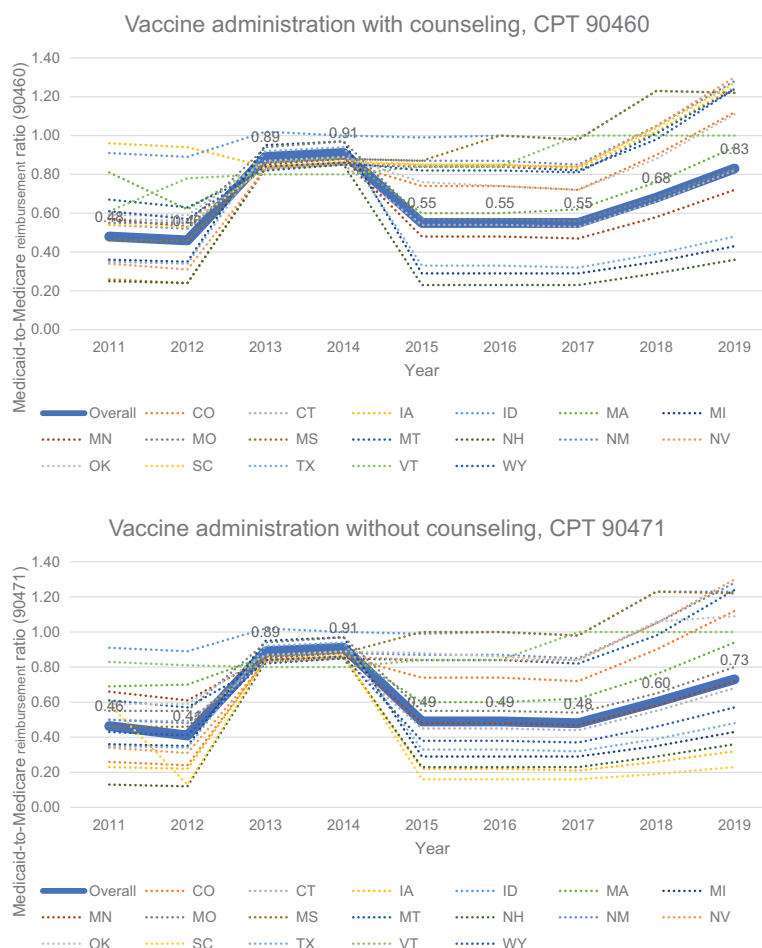 Vaccine administration with counseling, CPT 90460
Medicaid-to-Medicare reimbursement ratio (90460)
1.40
1.20
1.00
0.80
0.60
0.40
0.20
0.00
0.48
0.46
0.89
0.91
0.55
0.55
0.55
0.68
0.83
2011 2012 2013 2014 2015 2016 2017 2018 2019
Year
Overall CO CT IA ID MA MI
MN MO MS MT NH NM NV
OK SC TX VT WY
Vaccine administration without counseling, CPT 90471
Medicaid-to-Medicare reimbursement ratio (90471)
1.40
1.20
1.00
0.80
0.60
0.40
0.20
0.00
0.46
0.89
0.91
0.49
0.49
0.48
0.60
0.73
2011 2012 2013 2014 2015 2016 2017 2018 2019
Year
Overall CO CT IA ID MA MI
MN MO MS MT NH NM NV
OK SC TX VT WY